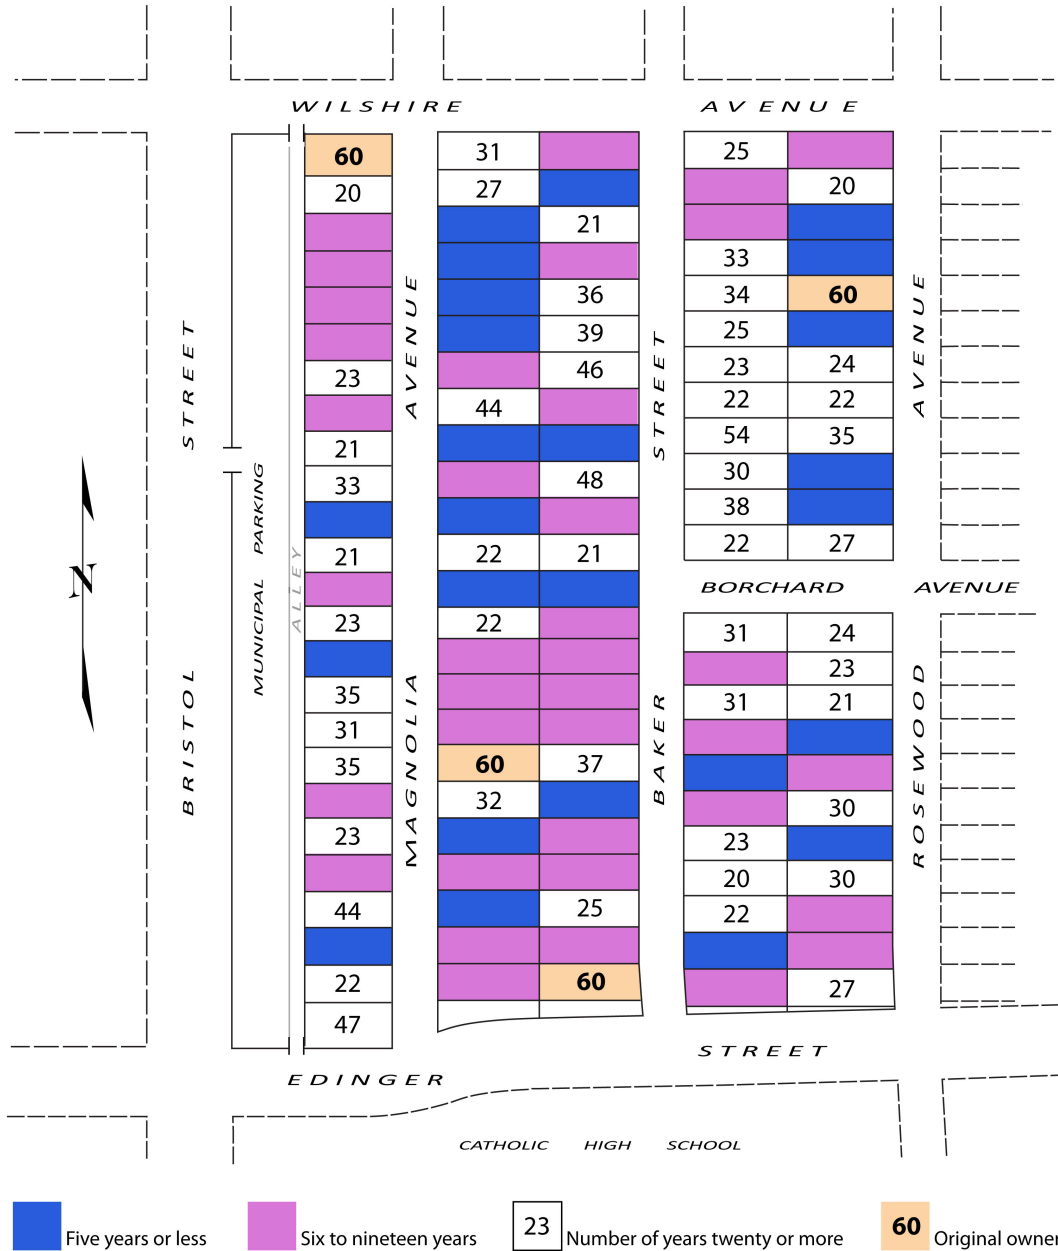 WILSHIRE AVENUE
60 31 25
20 27 20
21
33
36 34 60
39 25
23 46 23 24
44 22 22
21 54 35
33 48 30
38
21 22 21 22 27
BORCHARD AVENUE
23 22 31 24
23
35 31 21
31
35 60 37
32 30
23 23
20 30
44 25 22
22 60 27
47
STREET
BRISTOL
MUNICIPAL PARKING
ALLEY
AVENUE
MAGNOLIA
STREET
BAKER
AVENUE
ROSEWOOD
N
STREET
EDINGER
CATHOLIC HIGH SCHOOL
Five years or less
Six to nineteen years
23 Number of years twenty or more
60 Original owne